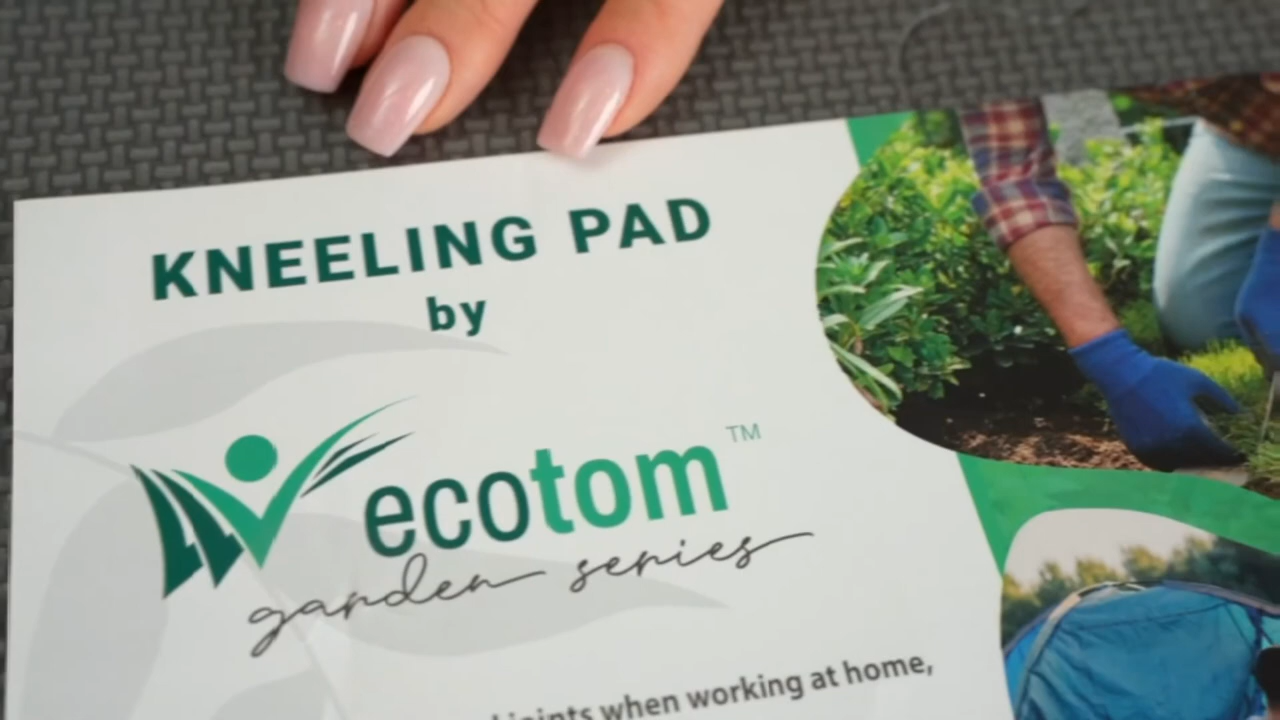 KNEELING PAD
by
ecotom™
garden series
joints when working at home,